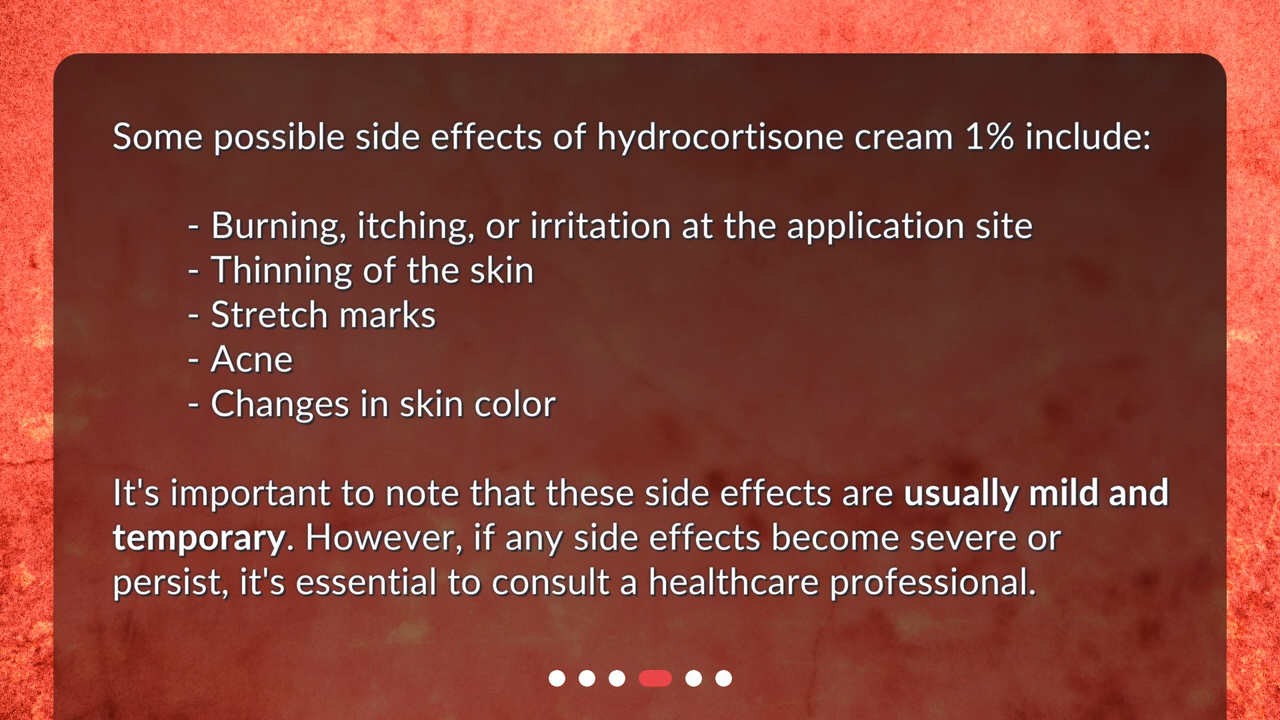 Some possible side effects of hydrocortisone cream 1% include:
- Burning, itching, or irritation at the application site
- Thinning of the skin
- Stretch marks
- Acne
- Changes in skin color
It's important to note that these side effects are usually mild and
temporary. However, if any side effects become severe or
persist, it's essential to consult a healthcare professional.